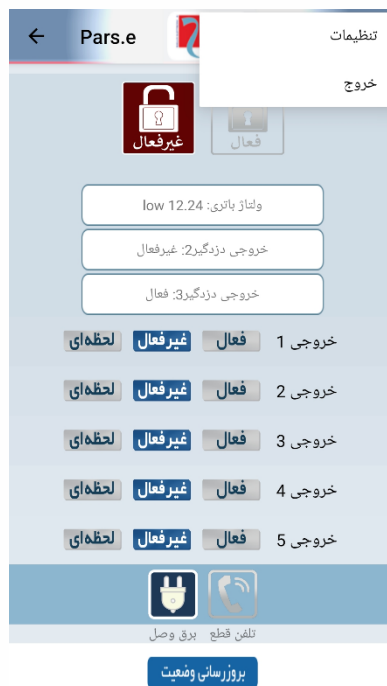 Pars.e
تنظیمات
خروج
فعال
غیرفعال
ولتاژ باتری: low 12.24
خروجی دزدگیر2: غیرفعال
خروجی دزدگیر3: فعال
خروجی 1 فعال غیرفعال لحظه‌ای
خروجی 2 فعال غیرفعال لحظه‌ای
خروجی 3 فعال غیرفعال لحظه‌ای
خروجی 4 فعال غیرفعال لحظه‌ای
خروجی 5 فعال غیرفعال لحظه‌ای
تلفن قطع برق وصل
بروزرسانی وضعیت